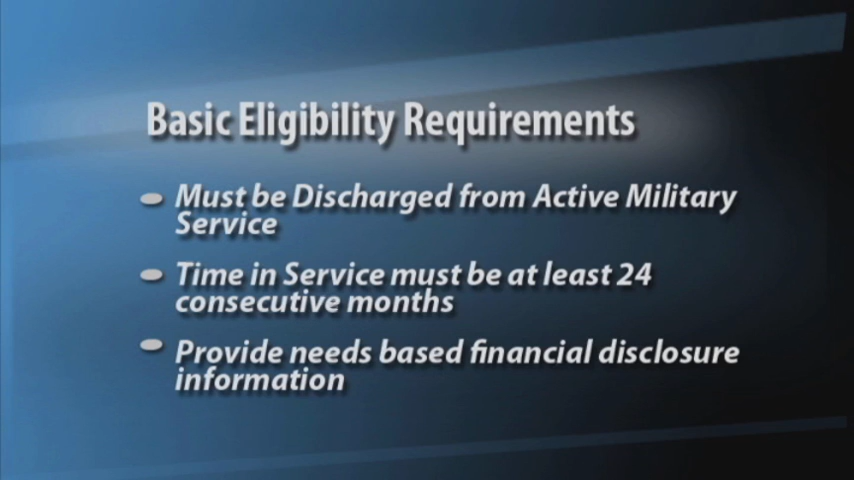 Basic Eligibility Requirements
Must be Discharged from Active Military
Service
Time in Service must be at least 24
consecutive months
Provide needs based financial disclosure
information